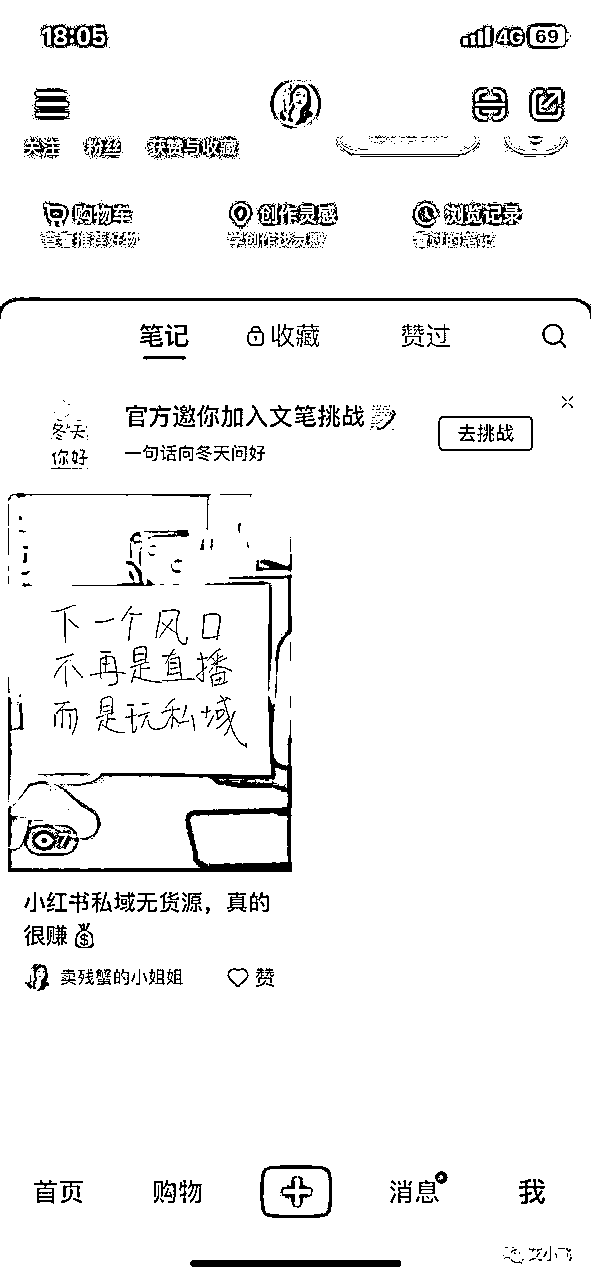 18:05
4G 69
关注 粉丝 获赞与收藏
购物车 创作灵感 浏览记录
查看推荐好物 学创作找灵感 看过的笔记
笔记 收藏 赞过
冬天
你好
官方邀你加入文笔挑战
一句话向冬天问好
去挑战
下一个风口
不再是直播
而是玩私域
小红书私域无货源，真的
很赚
卖残蟹的小姐姐 赞
首页 购物 消息 我
艾小飞